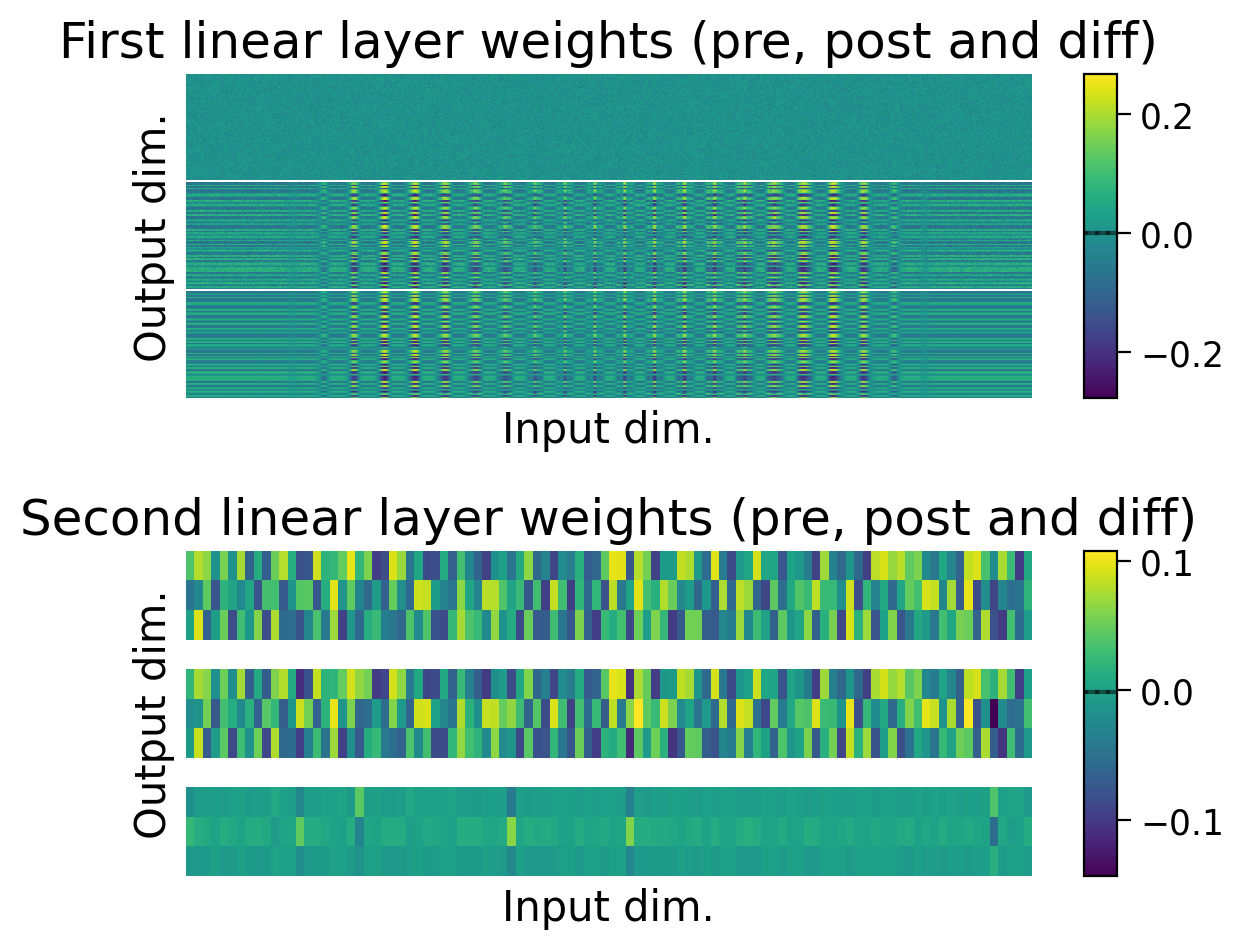 First linear layer weights (pre, post and diff)
Output dim.
0.2
0.0
−0.2
Input dim.
Second linear layer weights (pre, post and diff)
Output dim.
0.1
0.0
−0.1
Input dim.